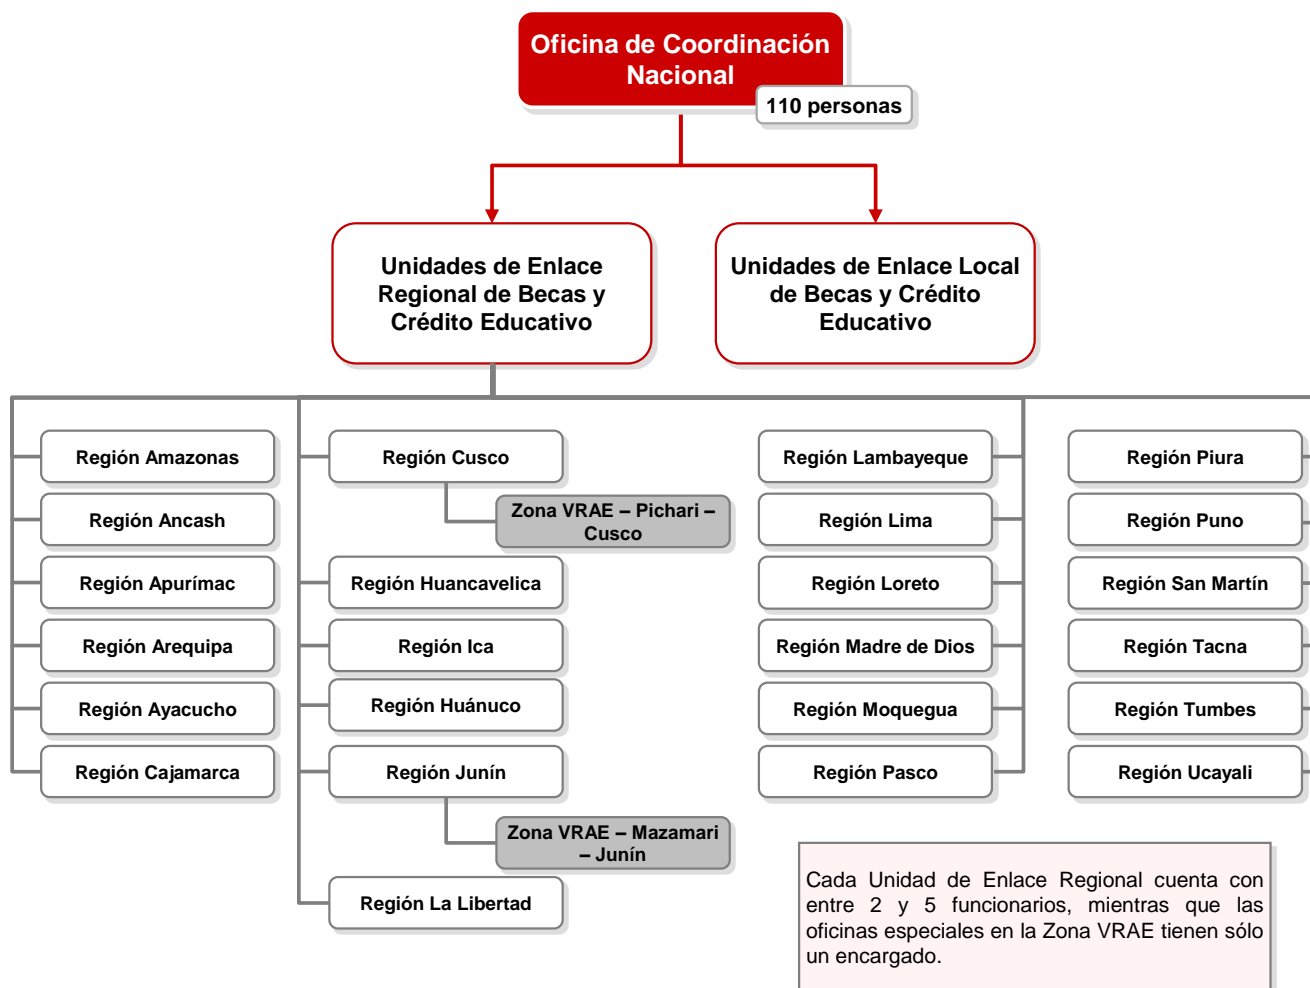 Oficina de Coordinación
Nacional
110 personas
Unidades de Enlace
Regional de Becas y
Crédito Educativo
Unidades de Enlace Local
de Becas y Crédito
Educativo
Región Amazonas
Región Ancash
Región Apurímac
Región Arequipa
Región Ayacucho
Región Cajamarca
Región Cusco
Zona VRAE – Pichari –
Cusco
Región Huancavelica
Región Ica
Región Huánuco
Región Junín
Zona VRAE – Mazamari
– Junín
Región La Libertad
Región Lambayeque
Región Lima
Región Loreto
Región Madre de Dios
Región Moquegua
Región Pasco
Región Piura
Región Puno
Región San Martín
Región Tacna
Región Tumbes
Región Ucayali
Cada Unidad de Enlace Regional cuenta con
entre 2 y 5 funcionarios, mientras que las
oficinas especiales en la Zona VRAE tienen sólo
un encargado.